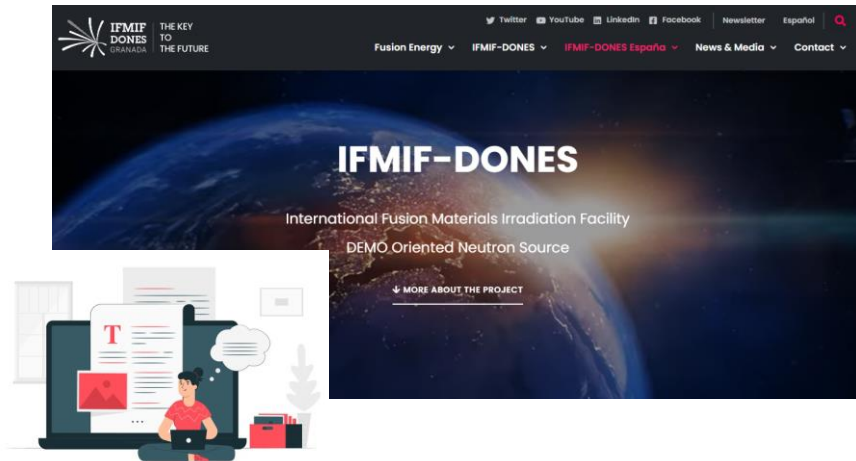 IFMIF DONES GRANADA
THE KEY TO THE FUTURE
Twitter YouTube Linkedin Facebook Newsletter Español
Fusion Energy IFMIF-DONES IFMIF-DONES España News & Media Contact
IFMIF-DONES
International Fusion Materials Irradiation Facility
DEMO Oriented Neutron Source
MORE ABOUT THE PROJECT
T